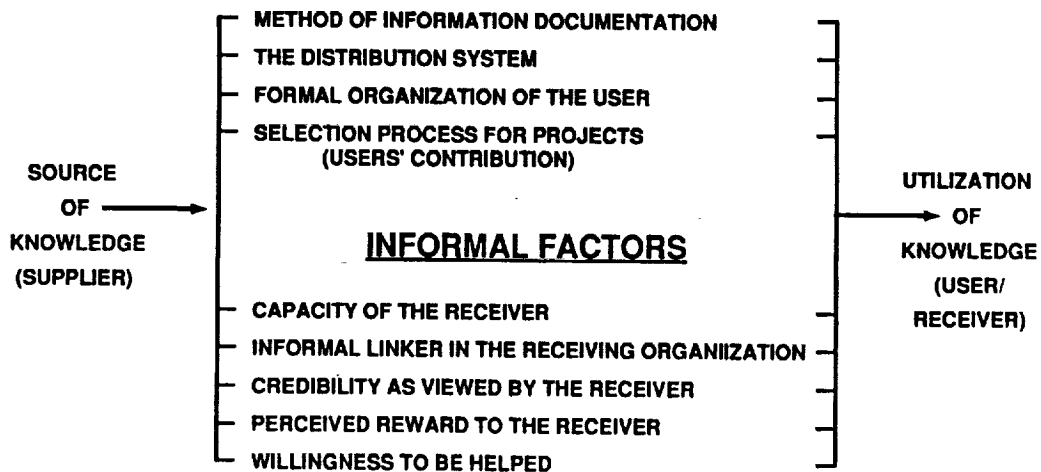 METHOD OF INFORMATION DOCUMENTATION
THE DISTRIBUTION SYSTEM
FORMAL ORGANIZATION OF THE USER
SELECTION PROCESS FOR PROJECTS
(USERS' CONTRIBUTION)
SOURCE
OF
KNOWLEDGE
(SUPPLIER)
INFORMAL FACTORS
UTILIZATION
OF
KNOWLEDGE
(USER/
RECEIVER)
CAPACITY OF THE RECEIVER
INFORMAL LINKER IN THE RECEIVING ORGANIIZATION
CREDIBILITY AS VIEWED BY THE RECEIVER
PERCEIVED REWARD TO THE RECEIVER
WILLINGNESS TO BE HELPED